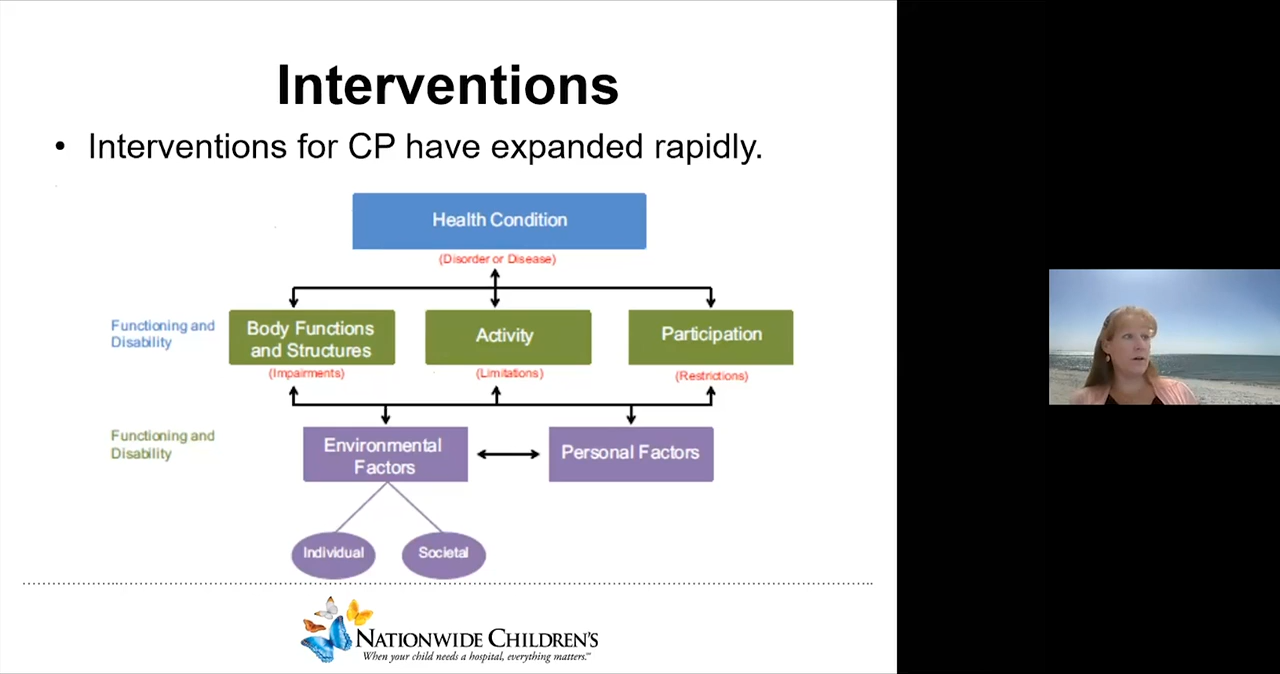 Interventions
• Interventions for CP have expanded rapidly.
Health Condition
(Disorder or Disease)
Functioning and
Disability
Body Functions
and Structures
(Impairments)
Activity
(Limitations)
Participation
(Restrictions)
Functioning and
Disability
Environmental
Factors
Personal Factors
Individual
Societal
NATIONWIDE CHILDREN'S
When your child needs a hospital, everything matters.℠